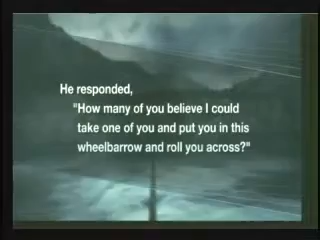 He responded,
"How many of you believe I could
take one of you and put you in this
wheelbarrow and roll you across?"